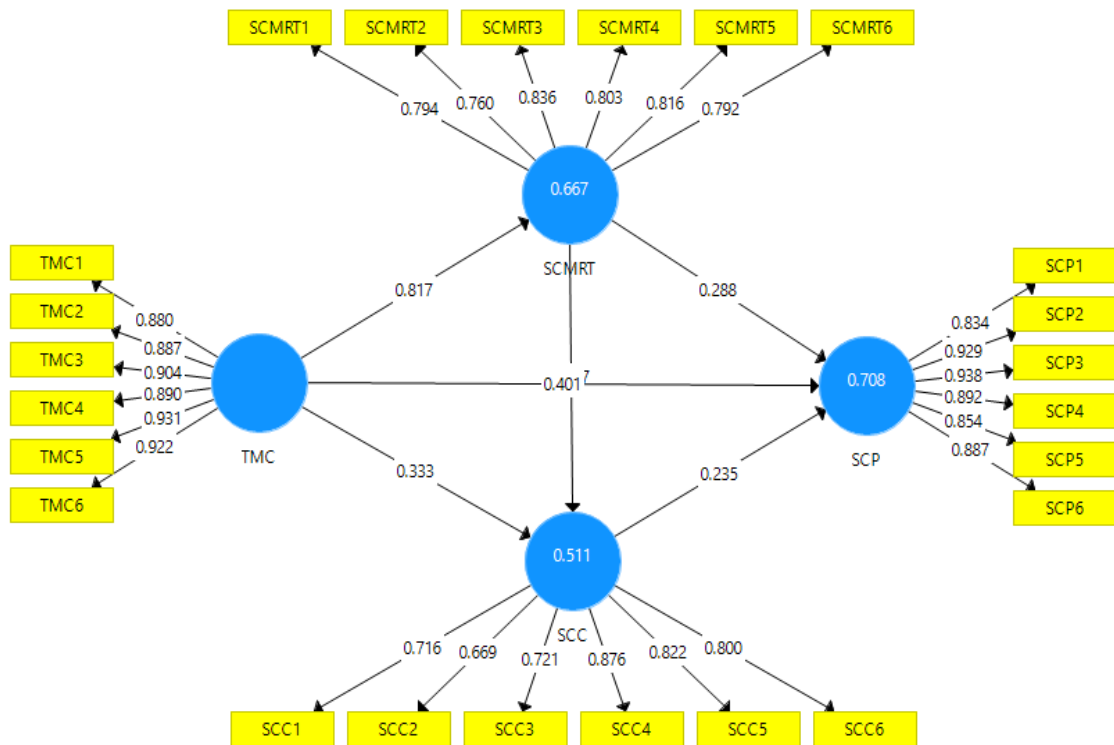 SCMRT1 SCMRT2 SCMRT3 SCMRT4 SCMRT5 SCMRT6
0.794 0.760 0.836 0.803 0.816 0.792
0.667
SCMRT
TMC1
TMC2
TMC3
TMC4
TMC5
TMC6
0.880
0.887
0.904
0.890
0.931
0.922
TMC
0.817
0.288
0.401
7
0.333
0.235
SCP1
SCP2
SCP3
SCP4
SCP5
SCP6
0.834
0.929
0.938
0.892
0.854
0.887
0.708
SCP
0.511
SCC
0.716 0.669 0.721 0.876 0.822 0.800
SCC1 SCC2 SCC3 SCC4 SCC5 SCC6